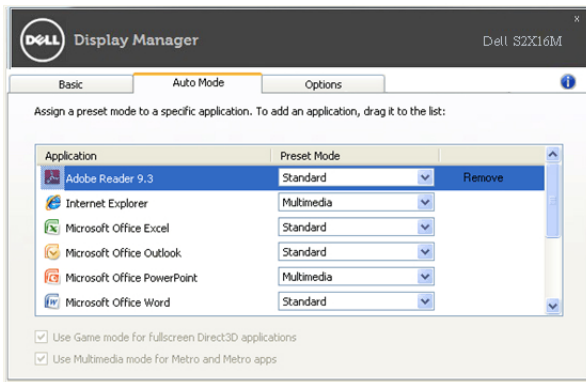 x
DELL Display Manager Dell S2X16M
Basic Auto Mode Options
Assign a preset mode to a specific application. To add an application, drag it to the list:
Application Preset Mode
Adobe Reader 9.3 Standard Remove
Internet Explorer Multimedia
Microsoft Office Excel Standard
Microsoft Office Outlook Standard
Microsoft Office PowerPoint Multimedia
Microsoft Office Word Standard
Use Game mode for fullscreen Direct3D applications
Use Multimedia mode for Metro and Metro apps